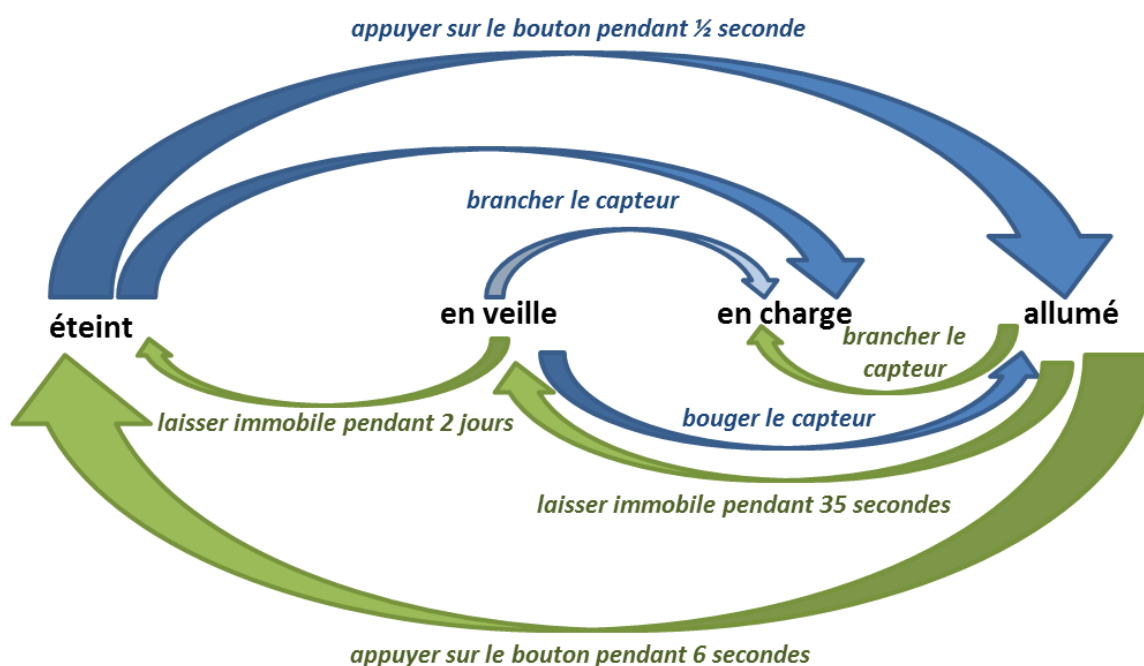 appuyer sur le bouton pendant ½ seconde
brancher le capteur
éteint
en veille
en charge
allumé
brancher le
capteur
laisser immobile pendant 2 jours
bouger le capteur
laisser immobile pendant 35 secondes
appuyer sur le bouton pendant 6 secondes